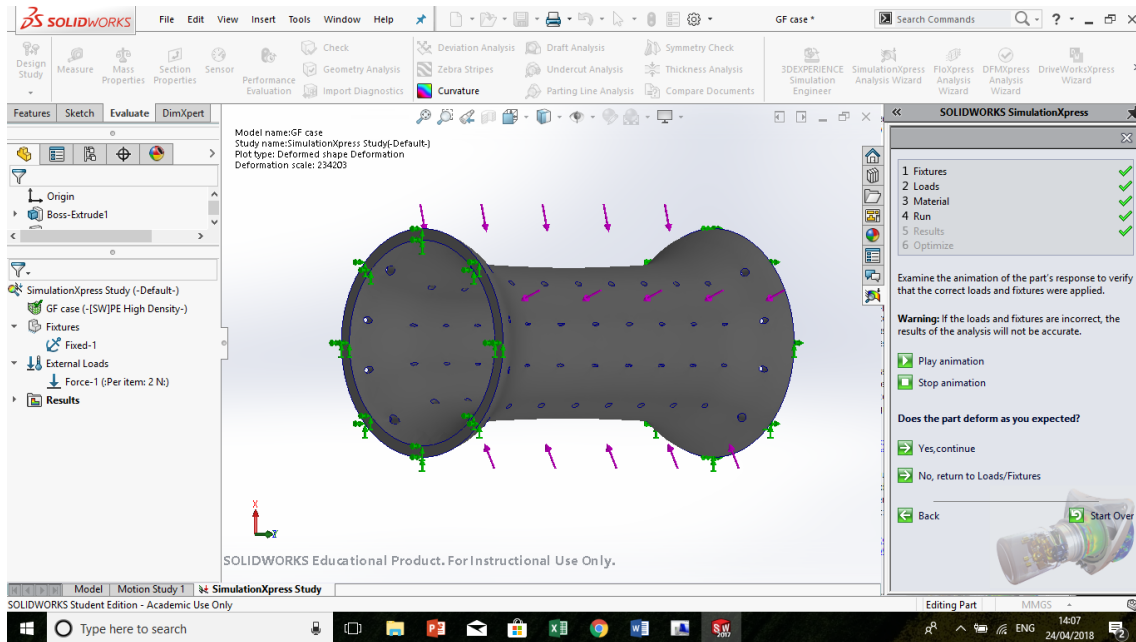 SOLIDWORKS File Edit View Insert Tools Window Help GF case * Search Commands
Design Study
Measure
Mass Properties
Section Properties
Sensor
Performance Evaluation
Check
Geometry Analysis
Import Diagnostics
Deviation Analysis
Zebra Stripes
Curvature
Draft Analysis
Undercut Analysis
Parting Line Analysis
Symmetry Check
Thickness Analysis
Compare Documents
3DEXPERIENCE Simulation Engineer
SimulationXpress Analysis Wizard
FloXpress Analysis Wizard
DFMXpress Analysis Wizard
DriveWorksXpress Wizard
Features Sketch Evaluate DimXpert
Origin
Boss-Extrude1
SimulationXpress Study (-Default-)
GF case (-[SW]PE High Density-)
Fixtures
Fixed-1
External Loads
Force-1 (:Per item: 2 N:)
Results
Model name:GF case
Study name:SimulationXpress Study(-Default-)
Plot type: Deformed shape Deformation
Deformation scale: 234203
X
Z
SOLIDWORKS Educational Product. For Instructional Use Only.
SOLIDWORKS SimulationXpress
1 Fixtures
2 Loads
3 Material
4 Run
5 Results
6 Optimize
Examine the animation of the part's response to verify
that the correct loads and fixtures were applied.
Warning: If the loads and fixtures are incorrect, the
results of the analysis will not be accurate.
Play animation
Stop animation
Does the part deform as you expected?
Yes,continue
No, return to Loads/Fixtures
Back Start Over
Model Motion Study 1 SimulationXpress Study
SOLIDWORKS Student Edition - Academic Use Only Editing Part MMGS
Type here to search
SW 2017
ENG
14:07
24/04/2018
2